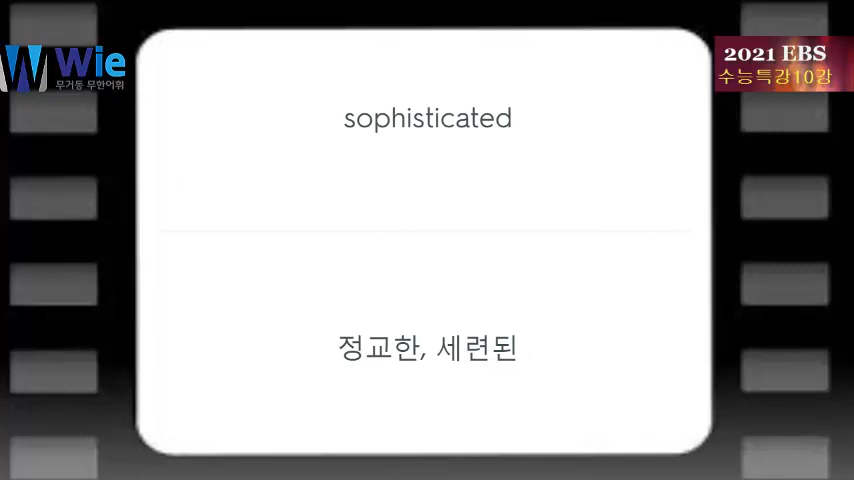 Wie
무거동 무한어휘
2021 EBS
수능특강10강
sophisticated
정교한, 세련된